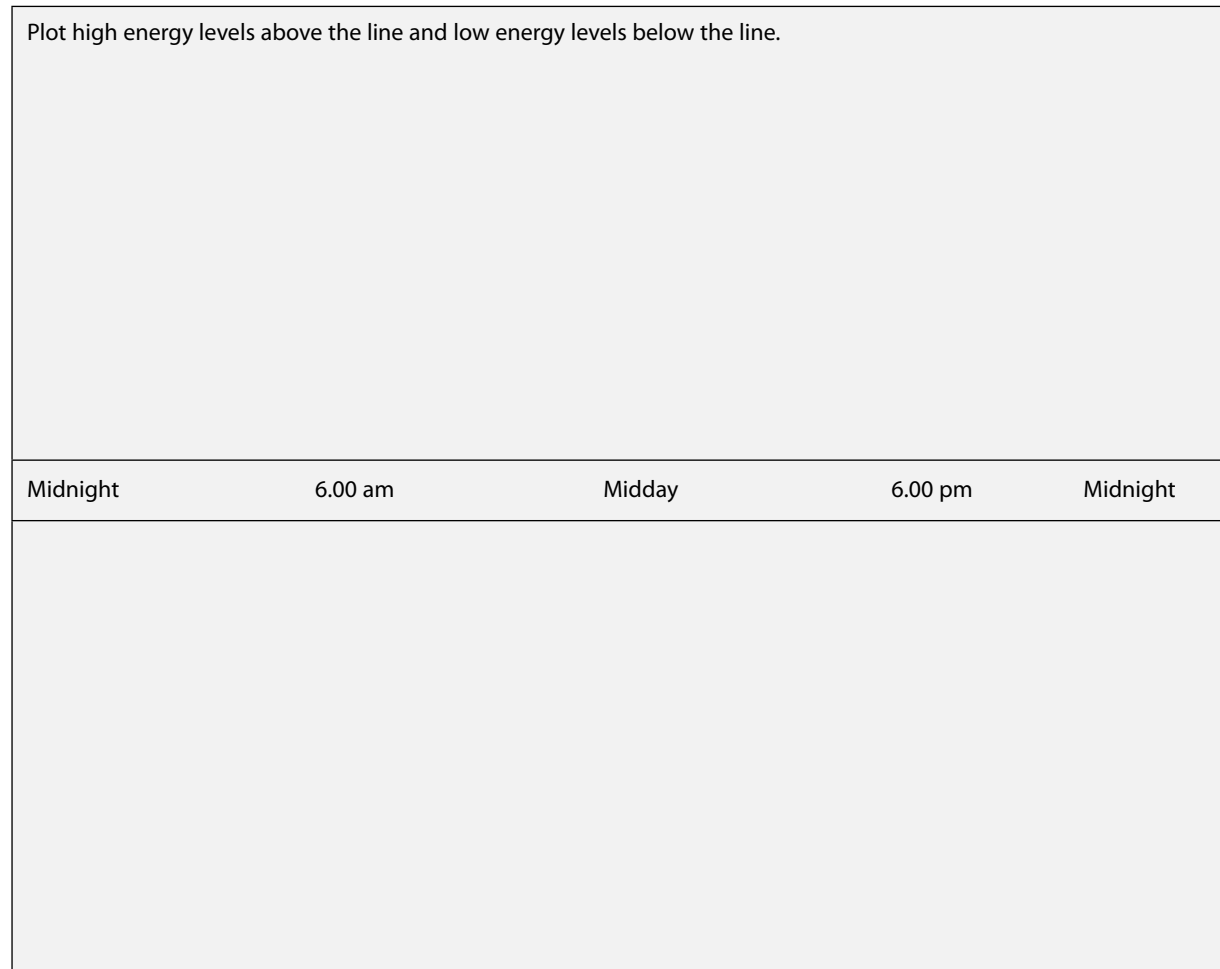 Plot high energy levels above the line and low energy levels below the line.
Midnight 6.00 am Midday 6.00 pm Midnight